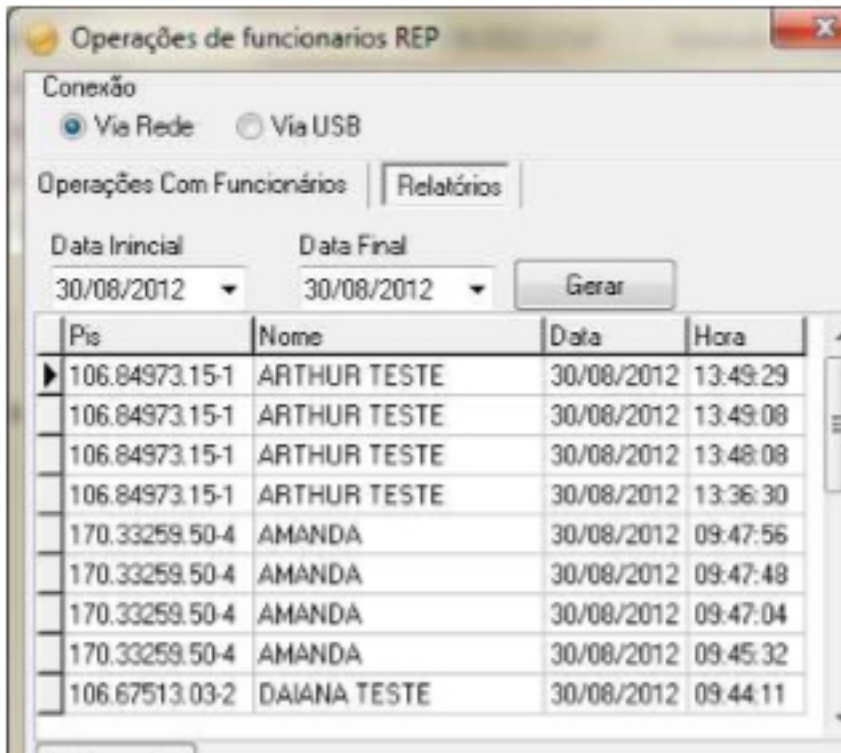 Operações de funcionarios REP
Conexão
Via Rede Via USB
Operações Com Funcionários Relatórios
Data Inincial Data Final
30/08/2012 30/08/2012 Gerar
Pis Nome Data Hora
106.84973.15-1 ARTHUR TESTE 30/08/2012 13:49:29
106.84973.15-1 ARTHUR TESTE 30/08/2012 13:49:08
106.84973.15-1 ARTHUR TESTE 30/08/2012 13:48:08
106.84973.15-1 ARTHUR TESTE 30/08/2012 13:36:30
170.33259.50-4 AMANDA 30/08/2012 09:47:56
170.33259.50-4 AMANDA 30/08/2012 09:47:48
170.33259.50-4 AMANDA 30/08/2012 09:47:04
170.33259.50-4 AMANDA 30/08/2012 09:45:32
106.67513.03-2 DAIANA TESTE 30/08/2012 09:44:11